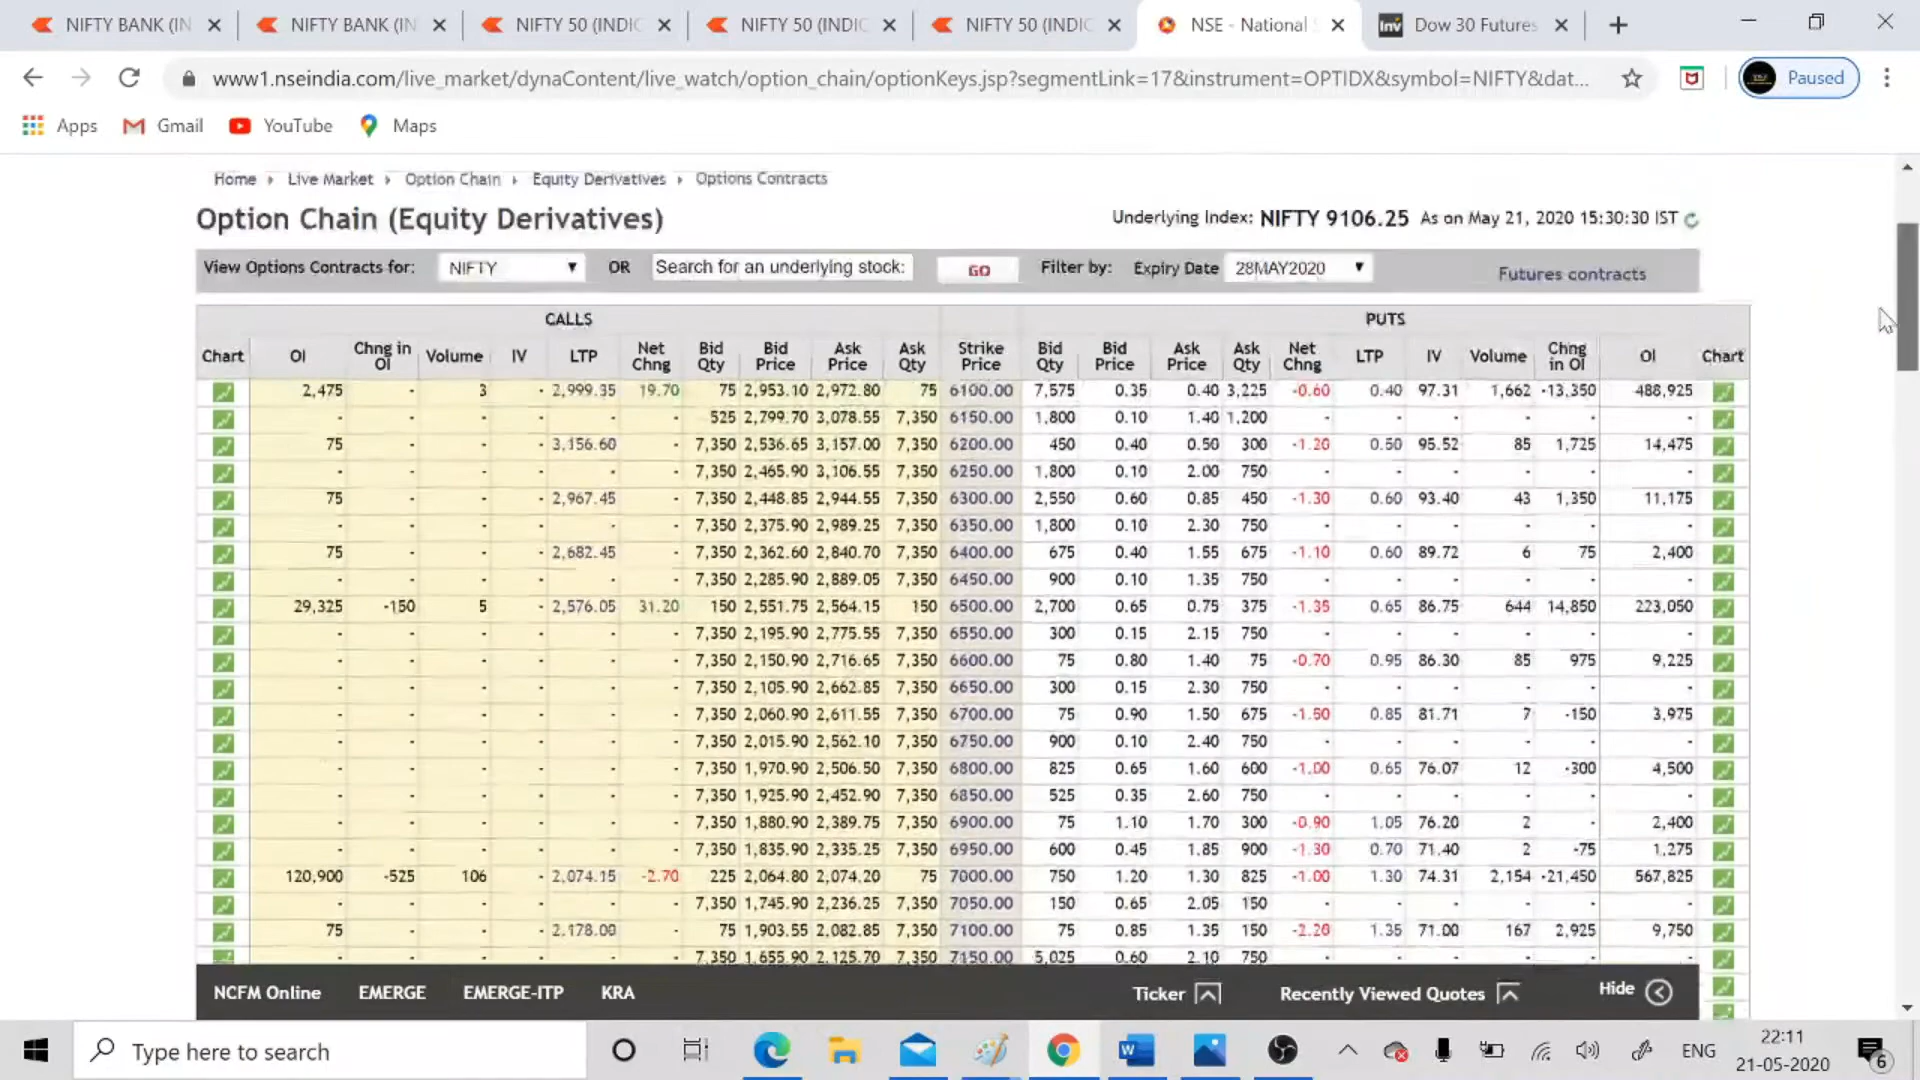 NIFTY BANK (IN NIFTY BANK (IN NIFTY 50 (INDIC NIFTY 50 (INDIC NIFTY 50 (INDIC NSE - National Dow 30 Futures
www1.nseindia.com/live_market/dynaContent/live_watch/option_chain/optionKeys.jsp?segmentLink=17&instrument=OPTIDX&symbol=NIFTY&dat... Paused
Apps Gmail YouTube Maps
Home Live Market Option Chain Equity Derivatives Options Contracts
Option Chain (Equity Derivatives) Underlying Index: NIFTY 9106.25 As on May 21, 2020 15:30:30 IST
View Options Contracts for: NIFTY OR Search for an underlying stock: GO Filter by: Expiry Date 28MAY2020 Futures contracts
CALLS PUTS
Chart OI Chng in OI Volume IV LTP Net Chng Bid Qty Bid Price Ask Price Ask Qty Strike Price Bid Qty Bid Price Ask Price Ask Qty Net Chng LTP IV Volume Chng in OI OI Chart
2,475 - 3 - 2,999.35 19.70 75 2,953.10 2,972.80 75 6100.00 7,575 0.35 0.40 3,225 -0.60 0.40 97.31 1,662 -13,350 488,925
- - - - - - 525 2,799.70 3,078.55 7,350 6150.00 1,800 0.10 1.40 1,200 - - - - - -
75 - - - 3,156.60 - 7,350 2,536.65 3,157.00 7,350 6200.00 450 0.40 0.50 300 -1.20 0.50 95.52 85 1,725 14,475
- - - - - - 7,350 2,465.90 3,106.55 7,350 6250.00 1,800 0.10 2.00 750 - - - - - -
75 - - - 2,967.45 - 7,350 2,448.85 2,944.55 7,350 6300.00 2,550 0.60 0.85 450 -1.30 0.60 93.40 43 1,350 11,175
- - - - - - 7,350 2,375.90 2,989.25 7,350 6350.00 1,800 0.10 2.30 750 - - - - - -
75 - - - 2,682.45 - 7,350 2,362.60 2,840.70 7,350 6400.00 675 0.40 1.55 675 -1.10 0.60 89.72 6 75 2,400
- - - - - - 7,350 2,285.90 2,889.05 7,350 6450.00 900 0.10 1.35 750 - - - - - -
29,325 -150 5 - 2,576.05 31.20 150 2,551.75 2,564.15 150 6500.00 2,700 0.65 0.75 375 -1.35 0.65 86.75 644 14,850 223,050
- - - - - - 7,350 2,195.90 2,775.55 7,350 6550.00 300 0.15 2.15 750 - - - - - -
- - - - - - 7,350 2,150.90 2,716.65 7,350 6600.00 75 0.80 1.40 75 -0.70 0.95 86.30 85 975 9,225
- - - - - - 7,350 2,105.90 2,662.85 7,350 6650.00 300 0.15 2.30 750 - - - - - -
- - - - - - 7,350 2,060.90 2,611.55 7,350 6700.00 75 0.90 1.50 675 -1.50 0.85 81.71 7 -150 3,975
- - - - - - 7,350 2,015.90 2,562.10 7,350 6750.00 900 0.10 2.40 750 - - - - - -
- - - - - - 7,350 1,970.90 2,506.50 7,350 6800.00 825 0.65 1.60 600 -1.00 0.65 76.07 12 -300 4,500
- - - - - - 7,350 1,925.90 2,452.90 7,350 6850.00 525 0.35 2.60 750 - - - - - -
- - - - - - 7,350 1,880.90 2,389.75 7,350 6900.00 75 1.10 1.70 300 -0.90 1.05 76.20 2 - 2,400
- - - - - - 7,350 1,835.90 2,335.25 7,350 6950.00 600 0.45 1.85 900 -1.30 0.70 71.40 2 -75 1,275
120,900 -525 106 - 2,074.15 -2.70 225 2,064.80 2,074.20 75 7000.00 750 1.20 1.30 825 -1.00 1.30 74.31 2,154 -21,450 567,825
- - - - - - 7,350 1,745.90 2,236.25 7,350 7050.00 150 0.65 2.05 150 - - - - - -
75 - - - 2,178.00 - 75 1,903.55 2,082.85 7,350 7100.00 75 0.85 1.35 150 -2.20 1.35 71.00 167 2,925 9,750
- - - - - - 7,350 1,655.90 2,125.70 7,350 7150.00 5,025 0.60 2.10 750 - - - - - -
NCFM Online EMERGE EMERGE-ITP KRA Ticker Recently Viewed Quotes Hide
Type here to search ENG 22:11
21-05-2020 6